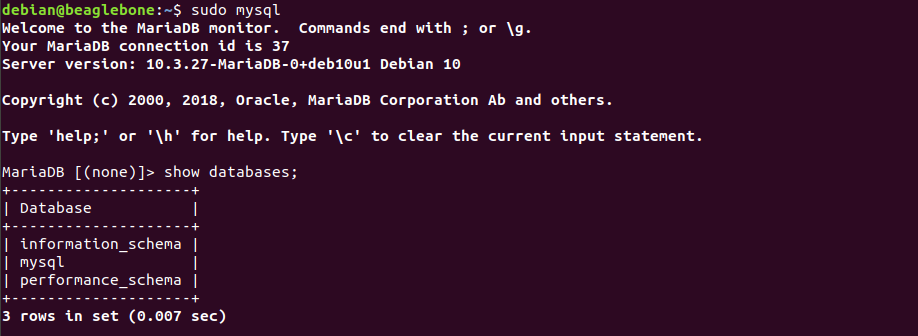 debian@beaglebone:~$ sudo mysql
Welcome to the MariaDB monitor.  Commands end with ; or \g.
Your MariaDB connection id is 37
Server version: 10.3.27-MariaDB-0+deb10u1 Debian 10

Copyright (c) 2000, 2018, Oracle, MariaDB Corporation Ab and others.

Type 'help;' or '\h' for help. Type '\c' to clear the current input statement.

MariaDB [(none)]> show databases;
+--------------------+
| Database           |
+--------------------+
| information_schema |
| mysql              |
| performance_schema |
+--------------------+
3 rows in set (0.007 sec)